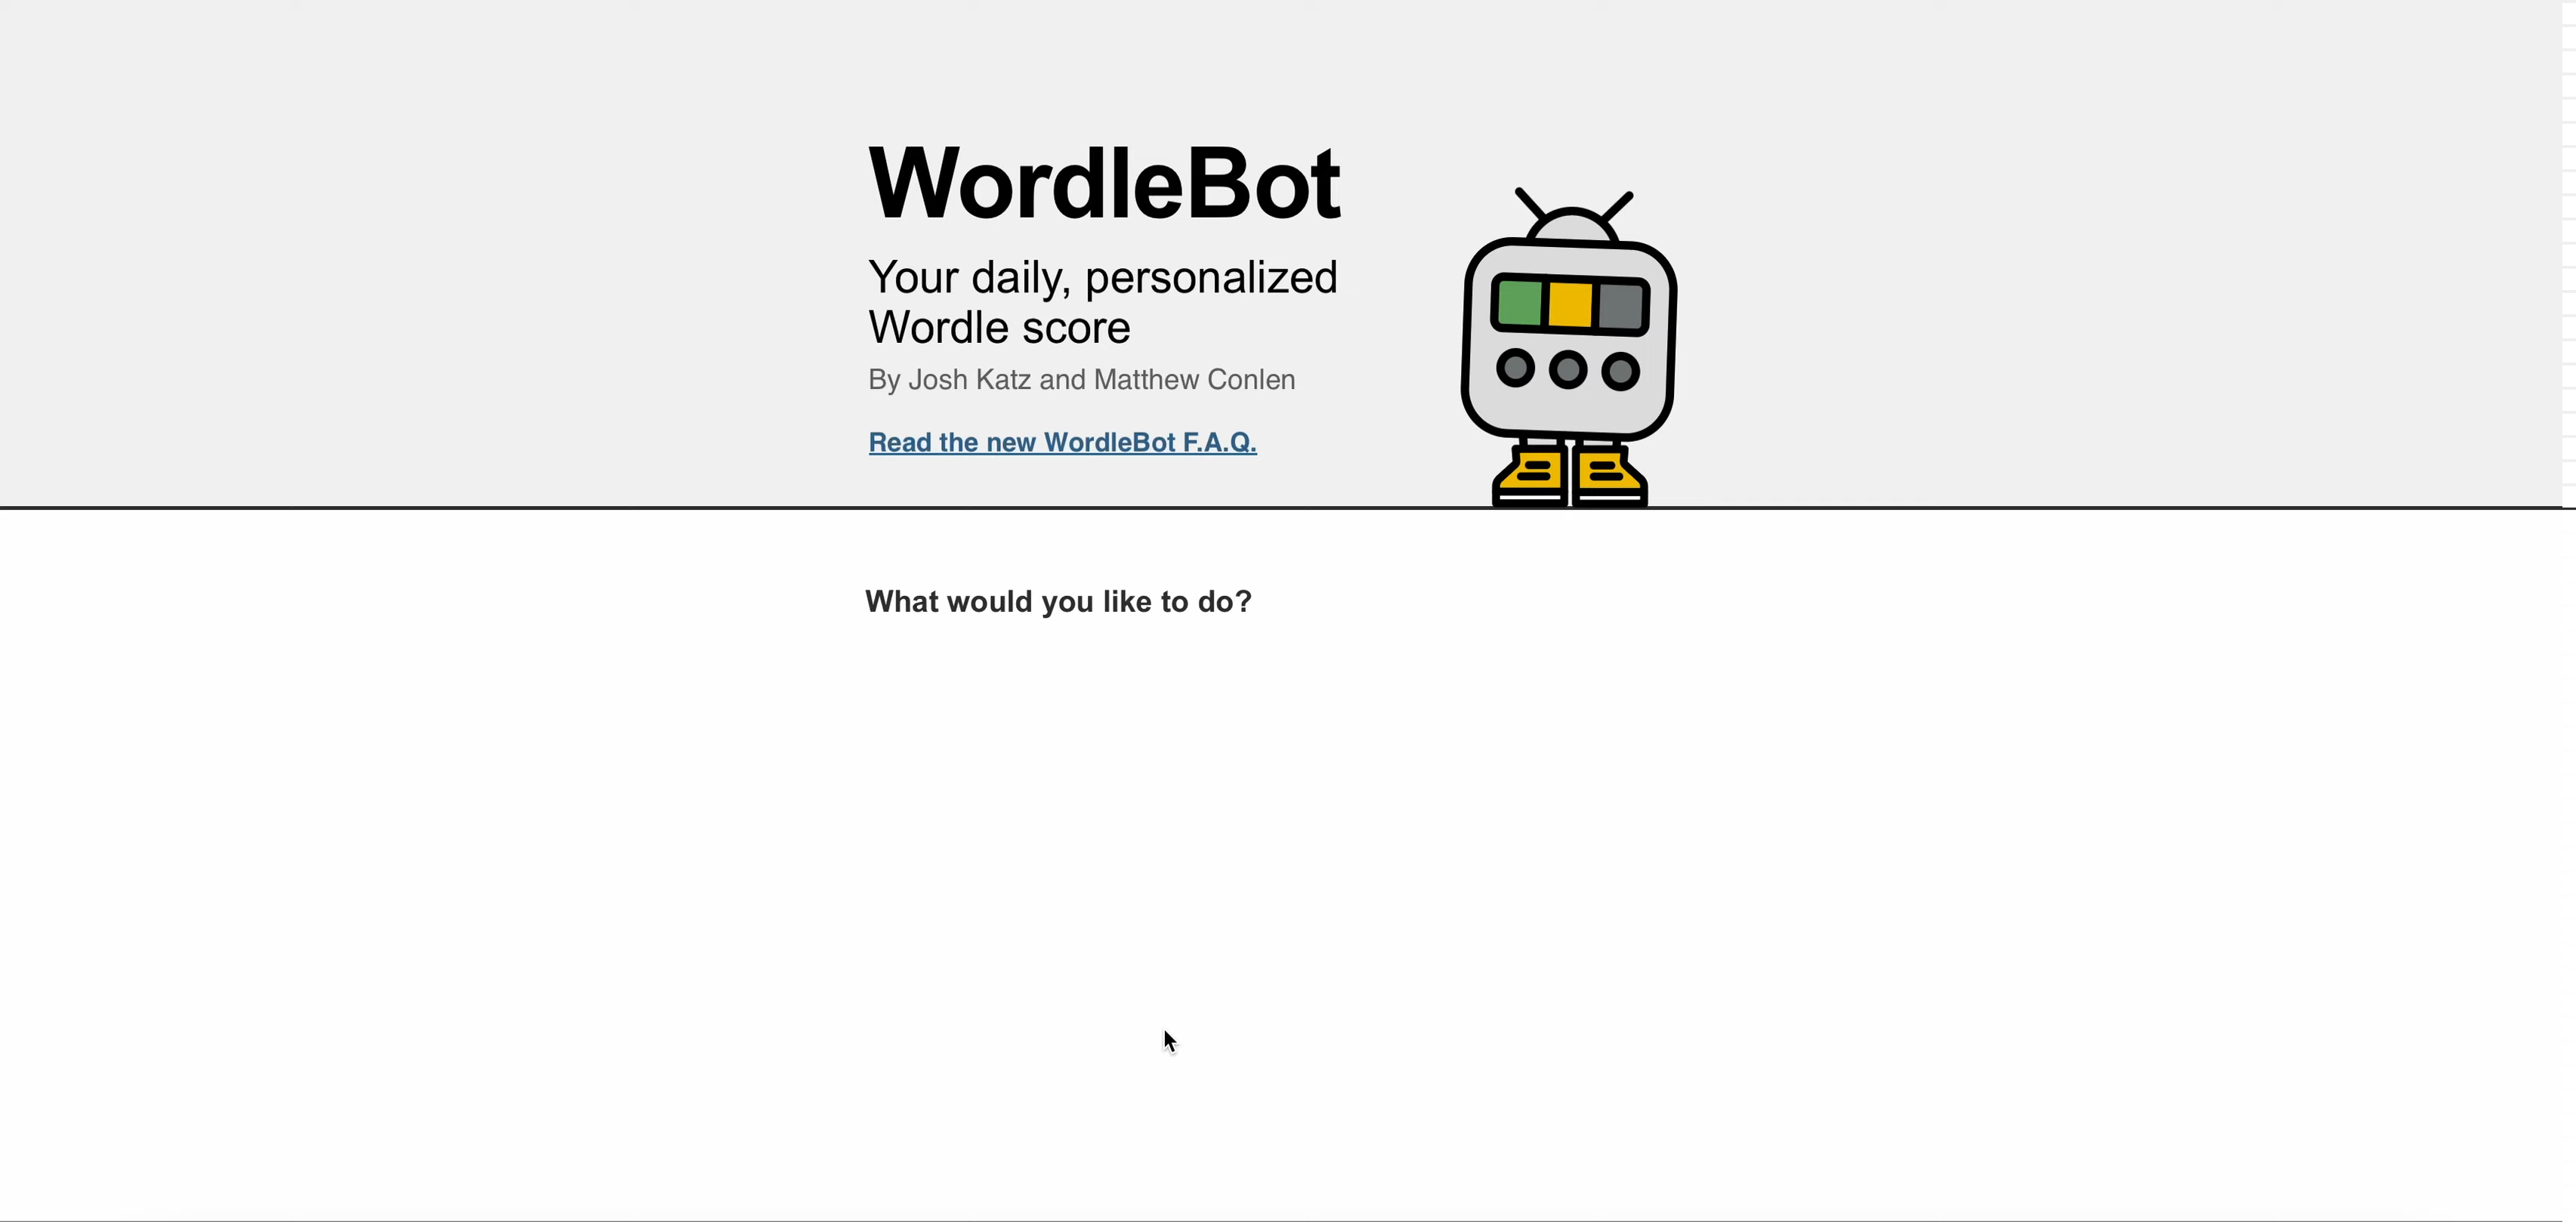 WordleBot
Your daily, personalized
Wordle score
By Josh Katz and Matthew Conlen
Read the new WordleBot F.A.Q.
What would you like to do?